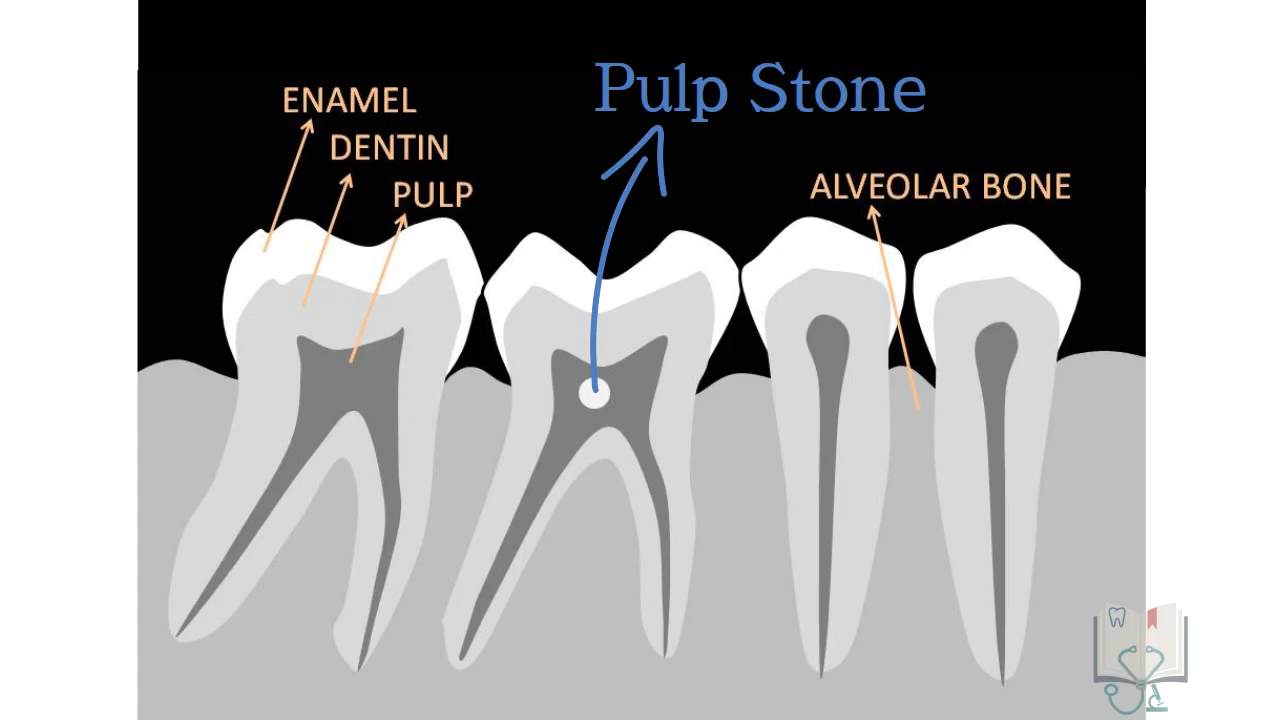 Pulp Stone
ENAMEL
DENTIN
PULP
ALVEOLAR BONE